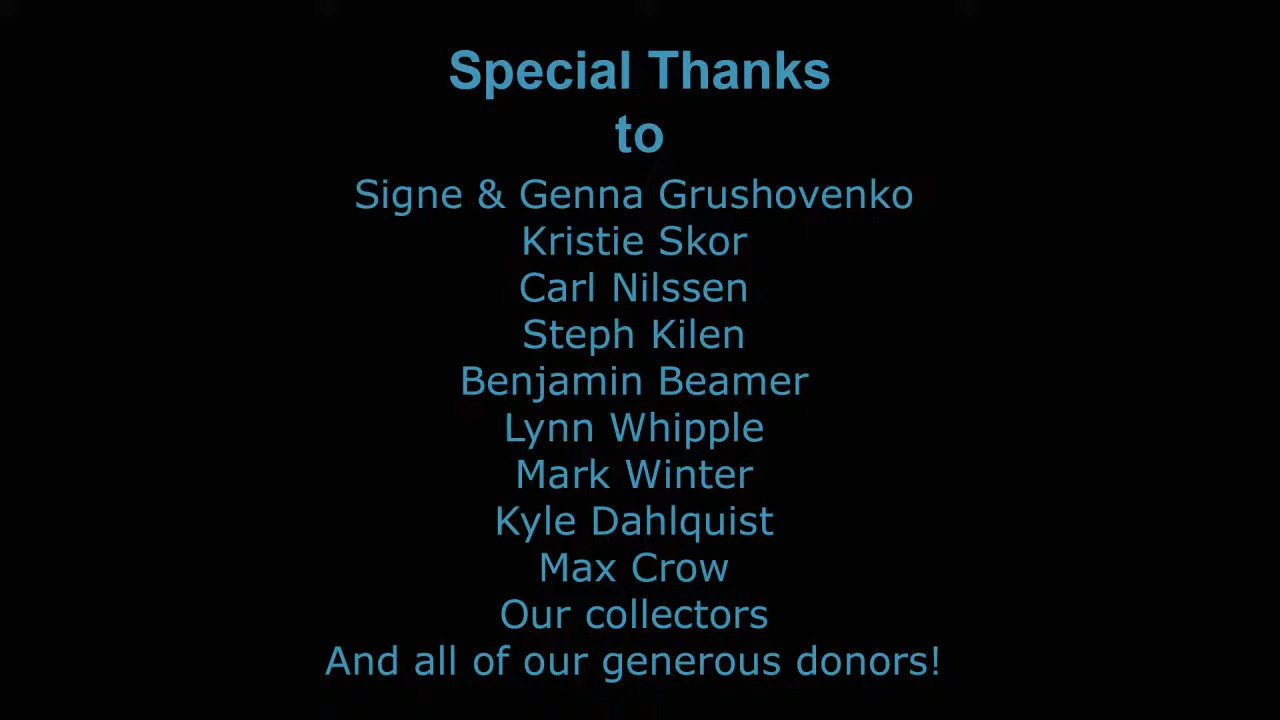 Special Thanks
to
Signe & Genna Grushovenko
Kristie Skor
Carl Nilssen
Steph Kilen
Benjamin Beamer
Lynn Whipple
Mark Winter
Kyle Dahlquist
Max Crow
Our collectors
And all of our generous donors!